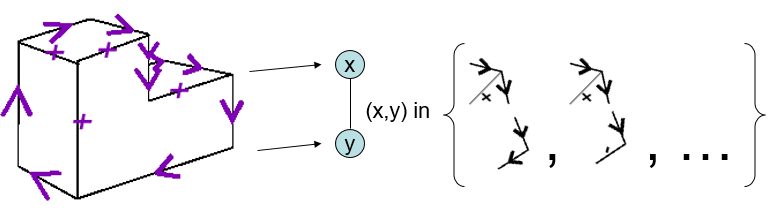 x
(x,y) in { , , ... }
y